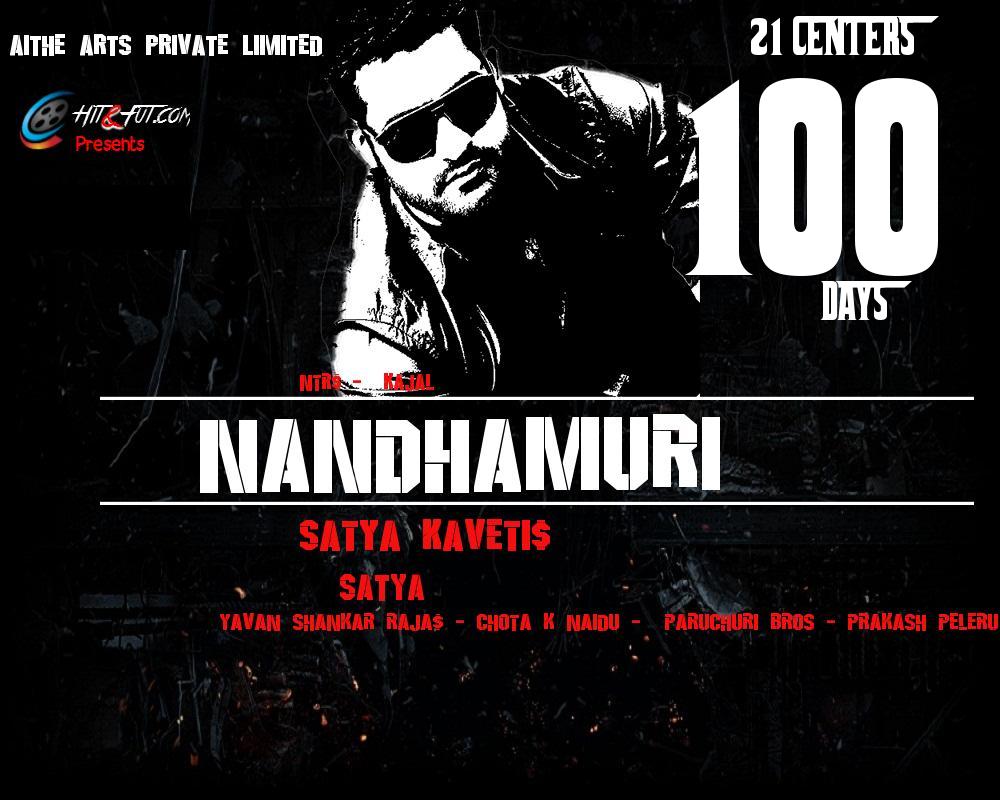 AITHE ARTS PRIVATE LIIMITED
HIT&FUT.COM
Presents
21 CENTERS
100
DAYS
NTR$ - KAJAL
NANDHAMURI
SATYA KAVETI$
SATYA
YAVAN SHANKAR RAJA$ - CHOTA K NAIDU - PARUCHURI BROS - PRAKASH PELERU